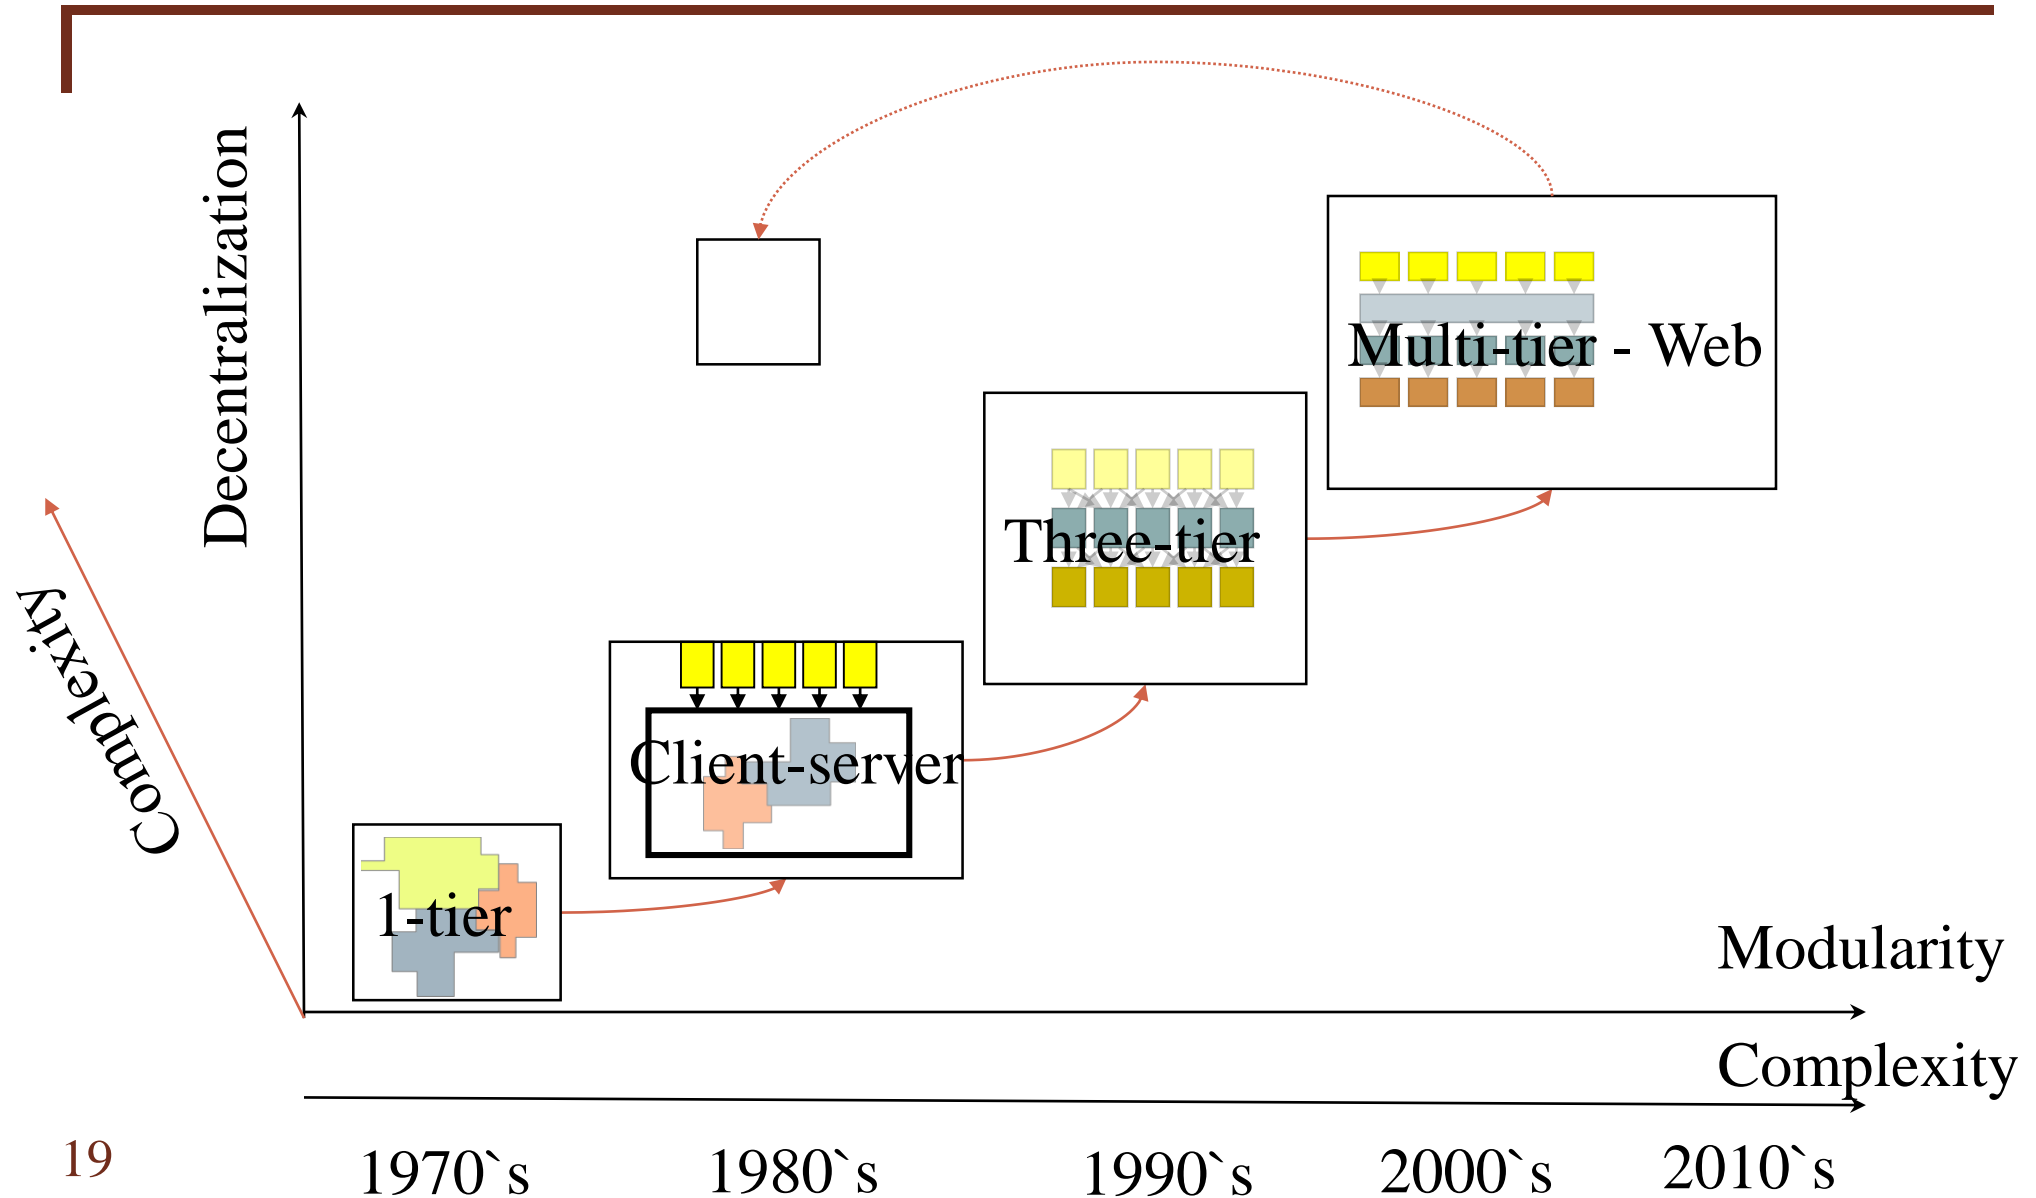 Decentralization
Multi-tier - Web
Three-tier
Complexity
Client-server
1-tier
Modularity
Complexity
19
1970`s
1980`s
1990`s
2000`s
2010`s